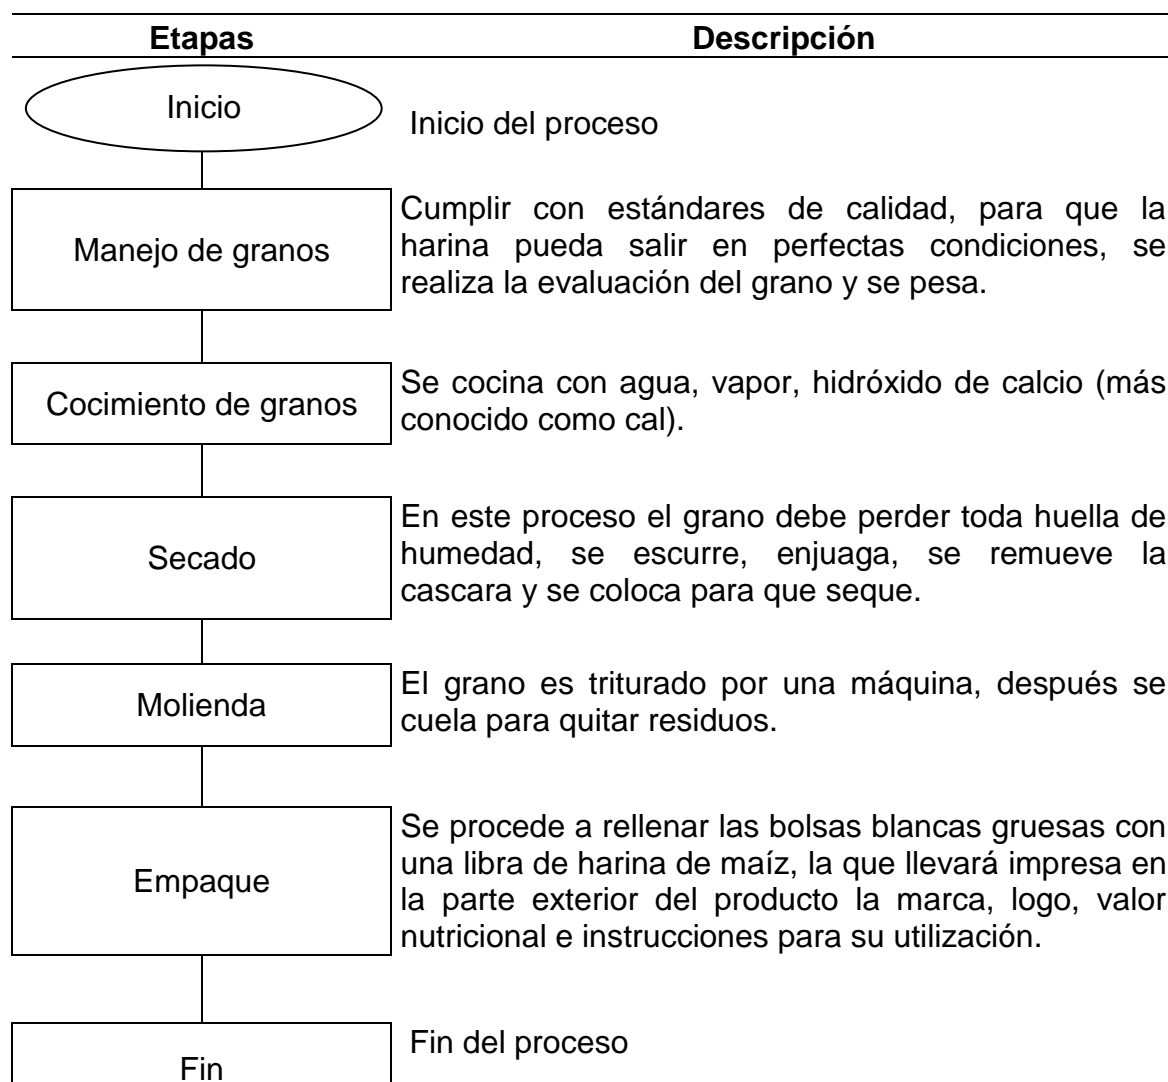 Etapas Descripción
Inicio
Inicio del proceso
Manejo de granos
Cumplir con estándares de calidad, para que la
harina pueda salir en perfectas condiciones, se
realiza la evaluación del grano y se pesa.
Cocimiento de granos
Se cocina con agua, vapor, hidróxido de calcio (más
conocido como cal).
Secado
En este proceso el grano debe perder toda huella de
humedad, se escurre, enjuaga, se remueve la
cascara y se coloca para que seque.
Molienda
El grano es triturado por una máquina, después se
cuela para quitar residuos.
Empaque
Se procede a rellenar las bolsas blancas gruesas con
una libra de harina de maíz, la que llevará impresa en
la parte exterior del producto la marca, logo, valor
nutricional e instrucciones para su utilización.
Fin
Fin del proceso